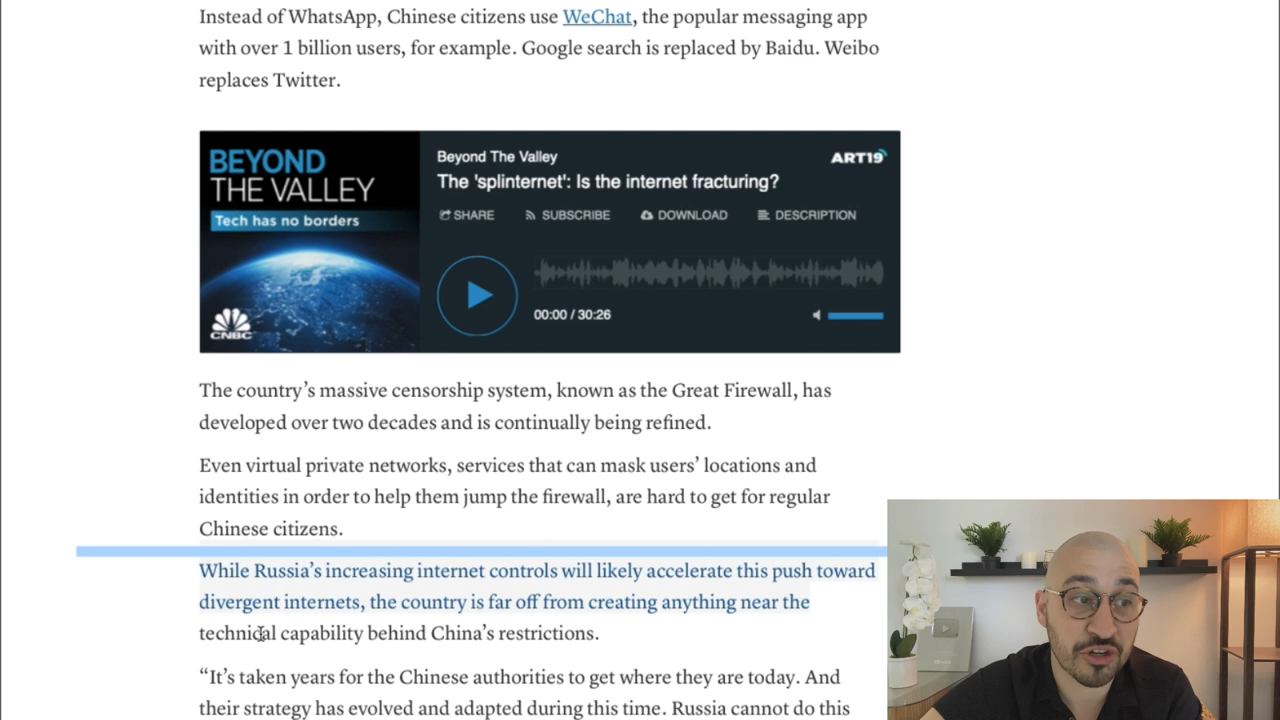 Instead of WhatsApp, Chinese citizens use WeChat, the popular messaging app
with over 1 billion users, for example. Google search is replaced by Baidu. Weibo
replaces Twitter.
BEYOND
THE VALLEY
Tech has no borders
CNBC
Beyond The Valley
ART19
The 'splinternet': Is the internet fracturing?
SHARE
SUBSCRIBE
DOWNLOAD
DESCRIPTION
00:00 / 30:26
The country’s massive censorship system, known as the Great Firewall, has
developed over two decades and is continually being refined.
Even virtual private networks, services that can mask users’ locations and
identities in order to help them jump the firewall, are hard to get for regular
Chinese citizens.
While Russia’s increasing internet controls will likely accelerate this push toward
divergent internets, the country is far off from creating anything near the
technical capability behind China’s restrictions.
“It’s taken years for the Chinese authorities to get where they are today. And
their strategy has evolved and adapted during this time. Russia cannot do this